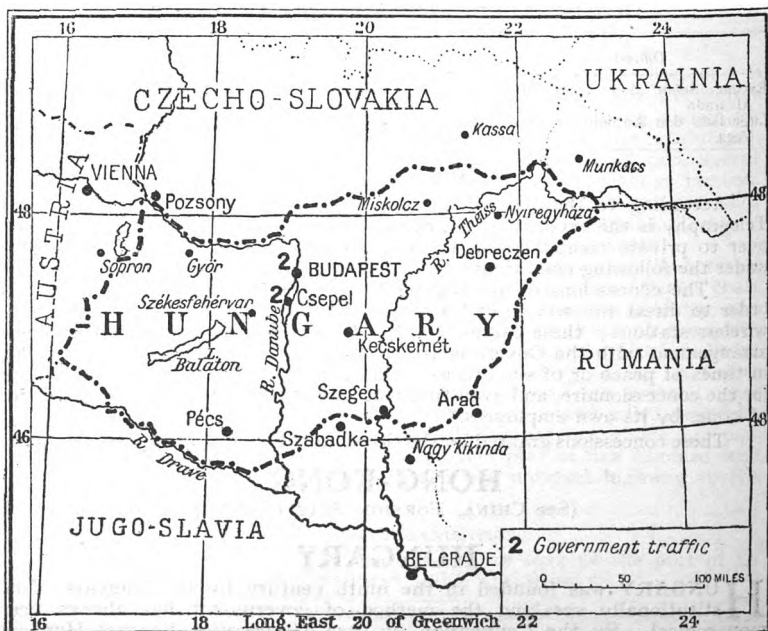 16 18 20 22 24
UKRAINIA
CZECHO-SLOVAKIA
Kassa
VIENNA
Munkacs
Pozsony
48
Miskolcz
R. Theiss
Nyiregyháza
48
AUSTRIA
Sopron
Györ
2 BUDAPEST
Debreczen
Székesfehérvar
2 Csepel
H U N G A R
Kecskemét
L. Balaton
R. Danube
RUMANIA
Szeged
Arad
46
Pécs
Szabadká
48
R. Drave
Nagy Kikinda
JUGO-SLAVIA
2 Government traffic
BELGRADE
0 50 100 MILES
16 18 Long. East 20 of Greenwich 22 24